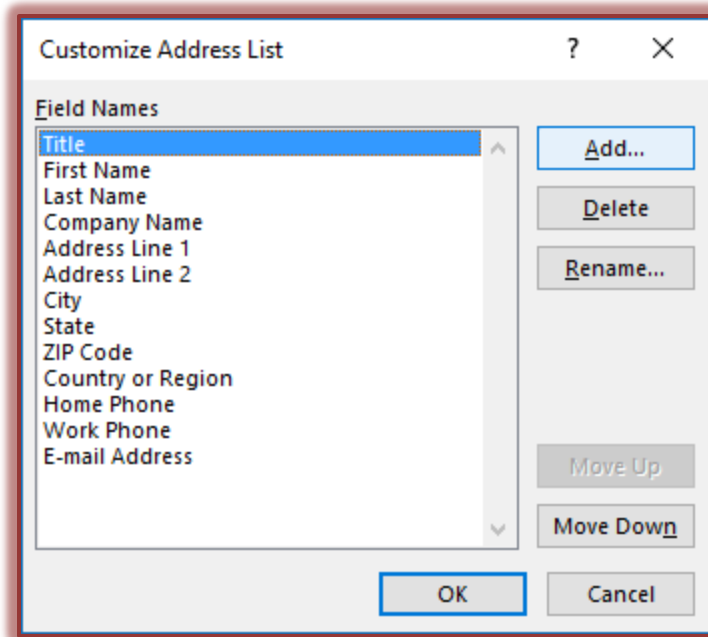 Customize Address List ? ×
Field Names
Title
First Name
Last Name
Company Name
Address Line 1
Address Line 2
City
State
ZIP Code
Country or Region
Home Phone
Work Phone
E-mail Address
Add...
Delete
Rename...
Move Up
Move Down
OK Cancel